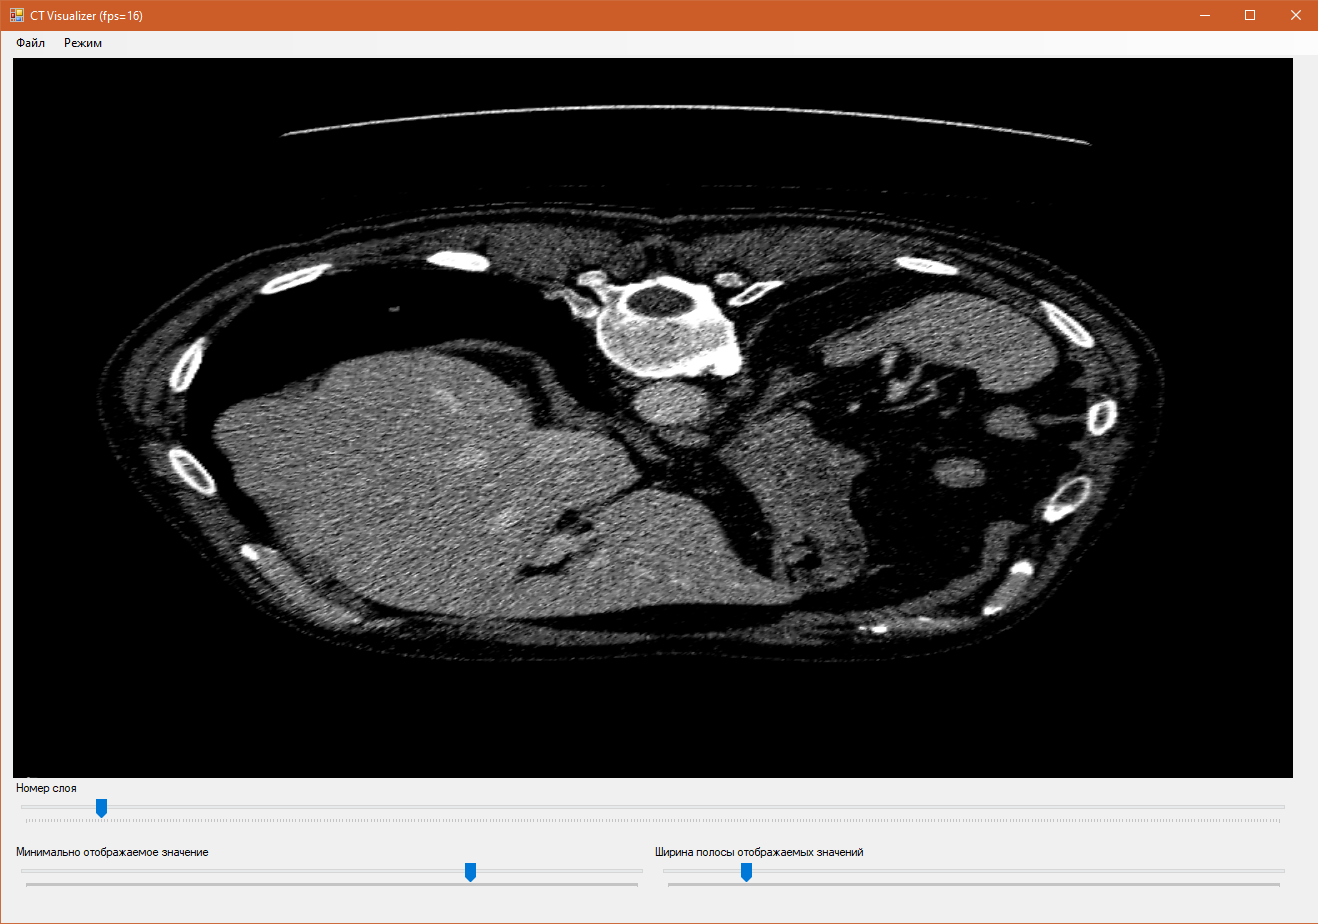 CT Visualizer (fps=16)
Файл Режим
Номер слоя
Минимально отображаемое значение
Ширина полосы отображаемых значений